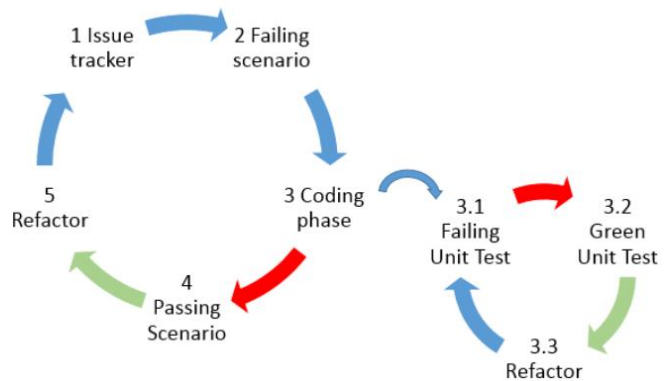 1 Issue
tracker
2 Failing
scenario
3 Coding
phase
4
Passing
Scenario
5
Refactor
3.1
Failing
Unit Test
3.2
Green
Unit Test
3.3
Refactor